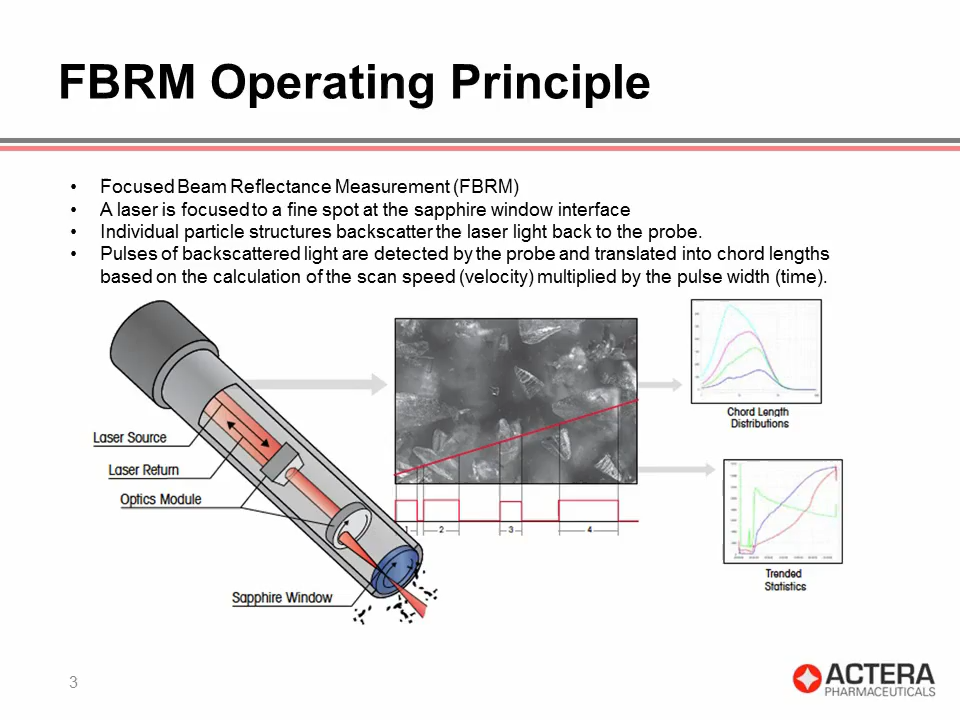 FBRM Operating Principle
• Focused Beam Reflectance Measurement (FBRM)
• A laser is focused to a fine spot at the sapphire window interface
• Individual particle structures backscatter the laser light back to the probe.
• Pulses of backscattered light are detected by the probe and translated into chord lengths
based on the calculation of the scan speed (velocity) multiplied by the pulse width (time).
Laser Source
Laser Return
Optics Module
Sapphire Window
1 2 3 4
Chord Length
Distributions
Trended
Statistics
3
ACTERA
PHARMACEUTICALS